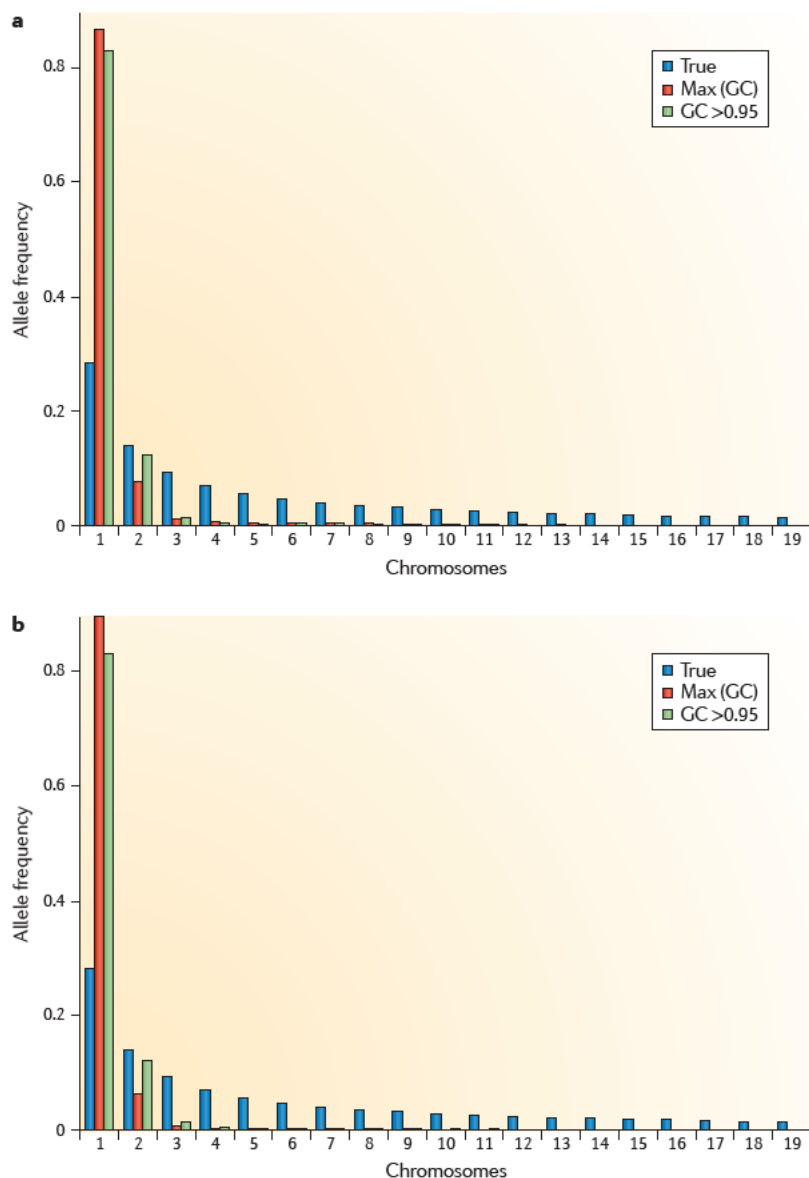 a
True
Max (GC)
GC >0.95
0.8
0.6
0.4
0.2
0
Allele frequency
1 2 3 4 5 6 7 8 9 10 11 12 13 14 15 16 17 18 19
Chromosomes
b
True
Max (GC)
GC >0.95
0.8
0.6
0.4
0.2
0
Allele frequency
1 2 3 4 5 6 7 8 9 10 11 12 13 14 15 16 17 18 19
Chromosomes